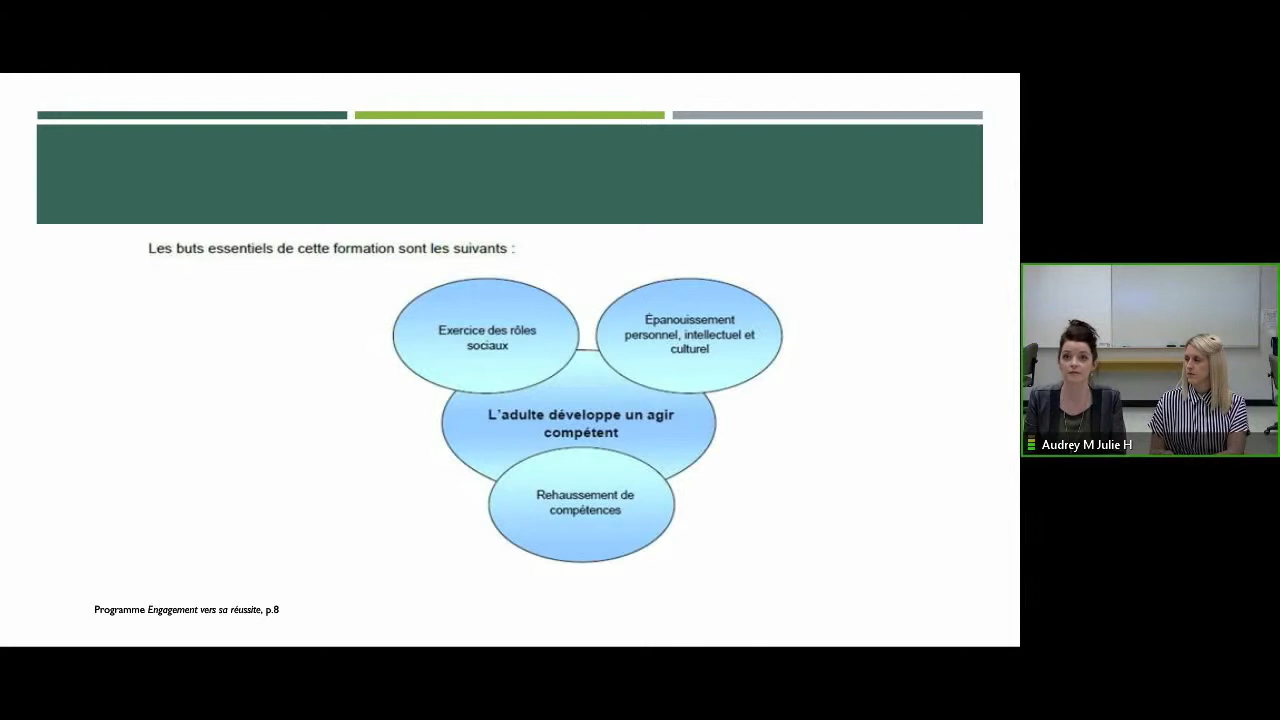 Les buts essentiels de cette formation sont les suivants :
Exercice des rôles
sociaux
Épanouissement
personnel, intellectuel et
culturel
L'adulte développe un agir
compétent
Rehaussement de
compétences
Programme Engagement vers sa réussite, p.8
Audrey M Julie H